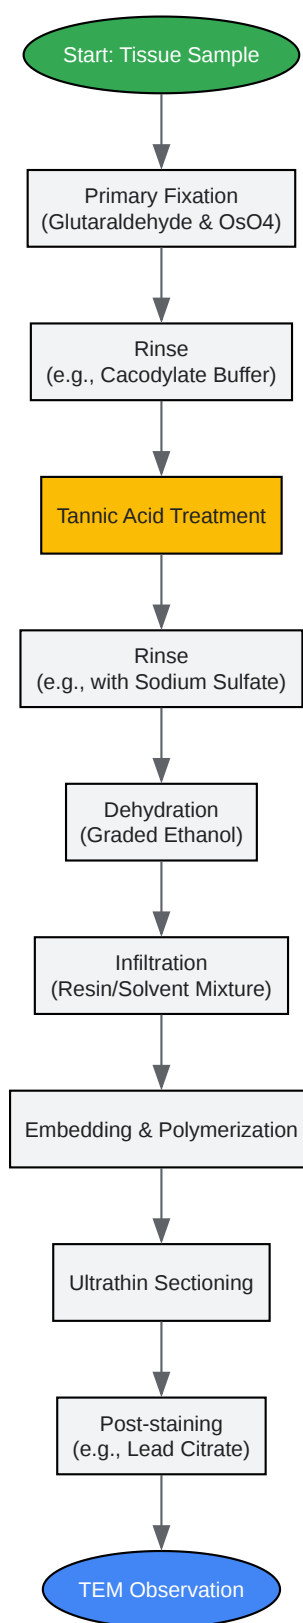 Start: Tissue Sample
Primary Fixation
(Glutaraldehyde & OsO4)
Rinse
(e.g., Cacodylate Buffer)
Tannic Acid Treatment
Rinse
(e.g., with Sodium Sulfate)
Dehydration
(Graded Ethanol)
Infiltration
(Resin/Solvent Mixture)
Embedding & Polymerization
Ultrathin Sectioning
Post-staining
(e.g., Lead Citrate)
TEM Observation